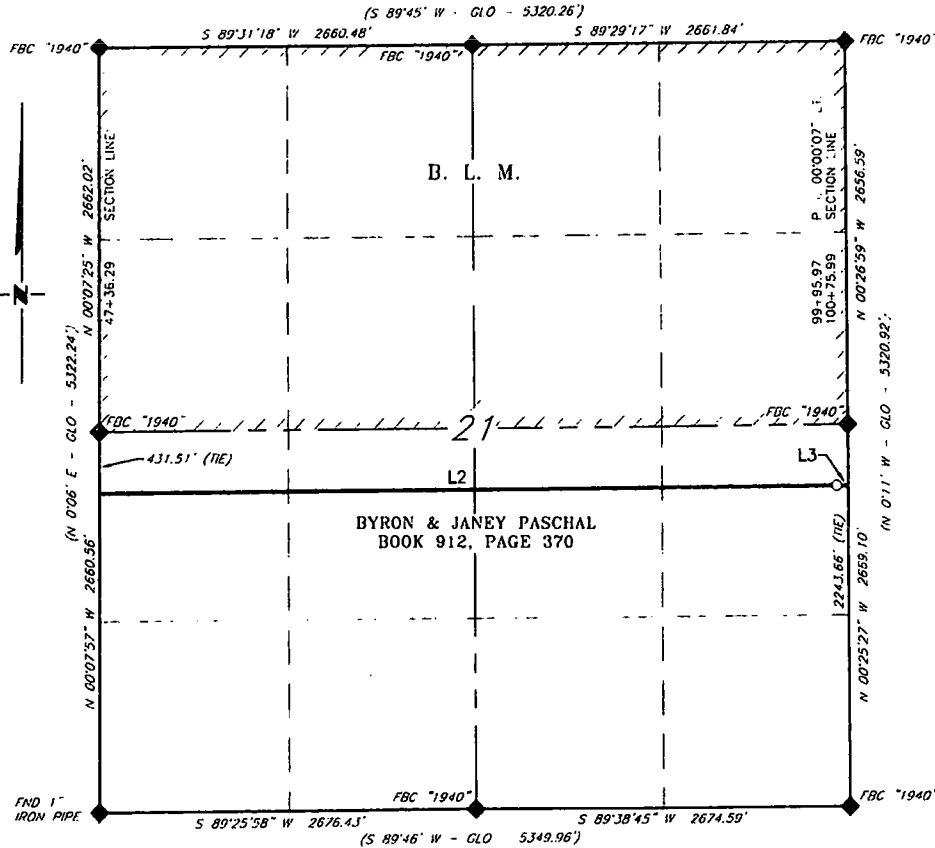 (S 89°45' W - GLO - 5320.26')
S 89°31'18" W 2660.48'
S 89°29'17" W 2661.84'
FBC "1940"
FBC "1940"
FBC "1940"
B. L. M.
N 00°07'25" W 2662.02'
SECTION LINE
47+36.29
00°00'07"
SECTION LINE
99+95.97
100+75.99
N 00°26'59" W 2656.59'
N
(N 0°06' E - GLO - 5322.24')
(N 0°11' W - GLO - 5320.92')
FBC "1940"
21
FBC "1940"
431.51' (TIE)
L2
L3
BYRON & JANEY PASCHAL
BOOK 912, PAGE 370
2243.66' (TIE)
N 00°07'57" W 2660.56'
N 00°25'27" W 2669.10'
FND 1"
IRON PIPE
FBC "1940"
FBC "1940"
S 89°25'58" W 2676.43'
S 89°38'45" W 2674.59'
(S 89°46' W - GLO 5349.96')